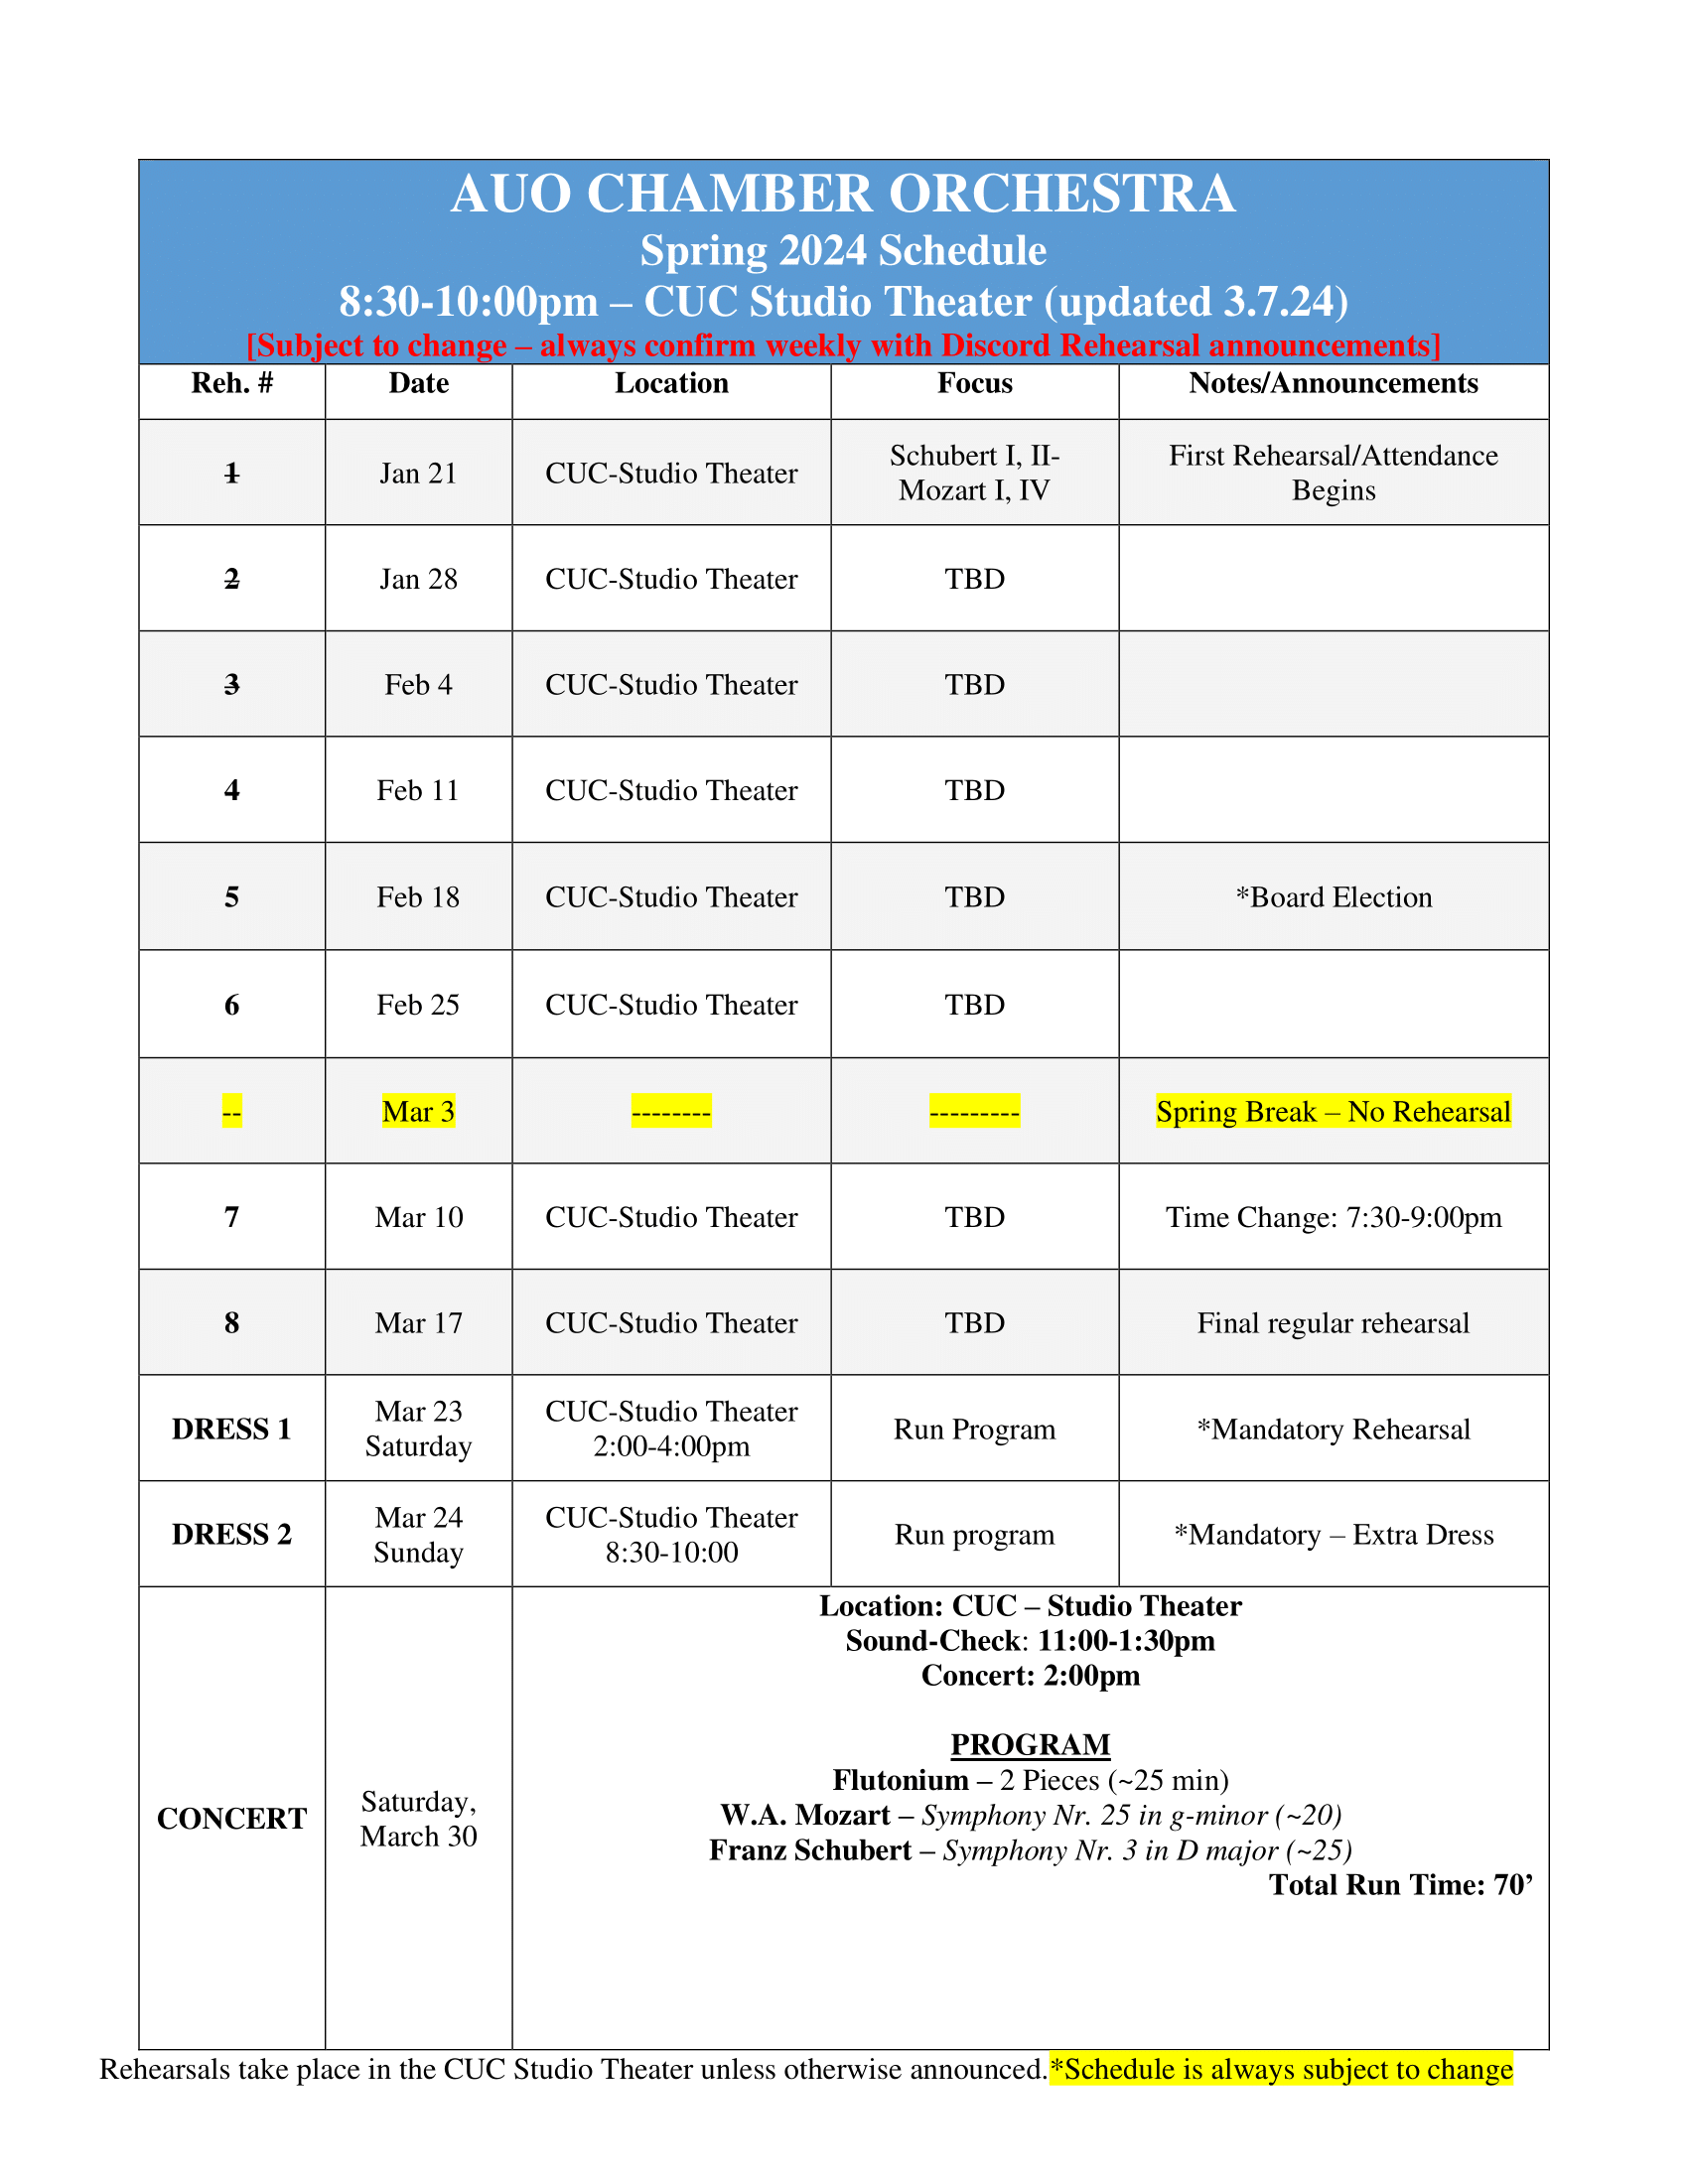 AUO CHAMBER ORCHESTRA
Spring 2024 Schedule
8:30-10:00pm – CUC Studio Theater (updated 3.7.24)
[Subject to change – always confirm weekly with Discord Rehearsal announcements]
Reh. # Date Location Focus Notes/Announcements
1 Jan 21 CUC-Studio Theater Schubert I, II- Mozart I, IV First Rehearsal/Attendance Begins
2 Jan 28 CUC-Studio Theater TBD
3 Feb 4 CUC-Studio Theater TBD
4 Feb 11 CUC-Studio Theater TBD
5 Feb 18 CUC-Studio Theater TBD *Board Election
6 Feb 25 CUC-Studio Theater TBD
-- Mar 3 -------- --------- Spring Break – No Rehearsal
7 Mar 10 CUC-Studio Theater TBD Time Change: 7:30-9:00pm
8 Mar 17 CUC-Studio Theater TBD Final regular rehearsal
DRESS 1 Mar 23 Saturday CUC-Studio Theater 2:00-4:00pm Run Program *Mandatory Rehearsal
DRESS 2 Mar 24 Sunday CUC-Studio Theater 8:30-10:00 Run program *Mandatory – Extra Dress
CONCERT
Saturday,
March 30
Location: CUC – Studio Theater
Sound-Check: 11:00-1:30pm
Concert: 2:00pm
PROGRAM
Flutonium – 2 Pieces (~25 min)
W.A. Mozart – Symphony Nr. 25 in g-minor (~20)
Franz Schubert – Symphony Nr. 3 in D major (~25)
Total Run Time: 70’
Rehearsals take place in the CUC Studio Theater unless otherwise announced.*Schedule is always subject to change